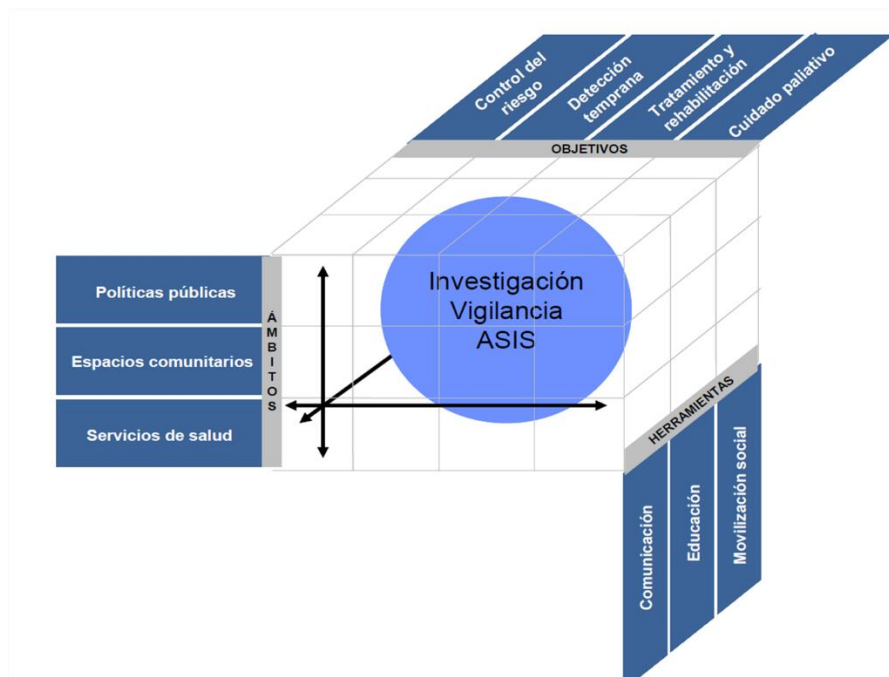 Control del
riesgo
Detección
temprana
Tratamiento y
rehabilitación
Cuidado paliativo
OBJETIVOS
Políticas públicas
Espacios comunitarios
Servicios de salud
ÁMBITOS
Investigación
Vigilancia
ASIS
HERRAMIENTAS
Comunicación
Educación
Movilización social